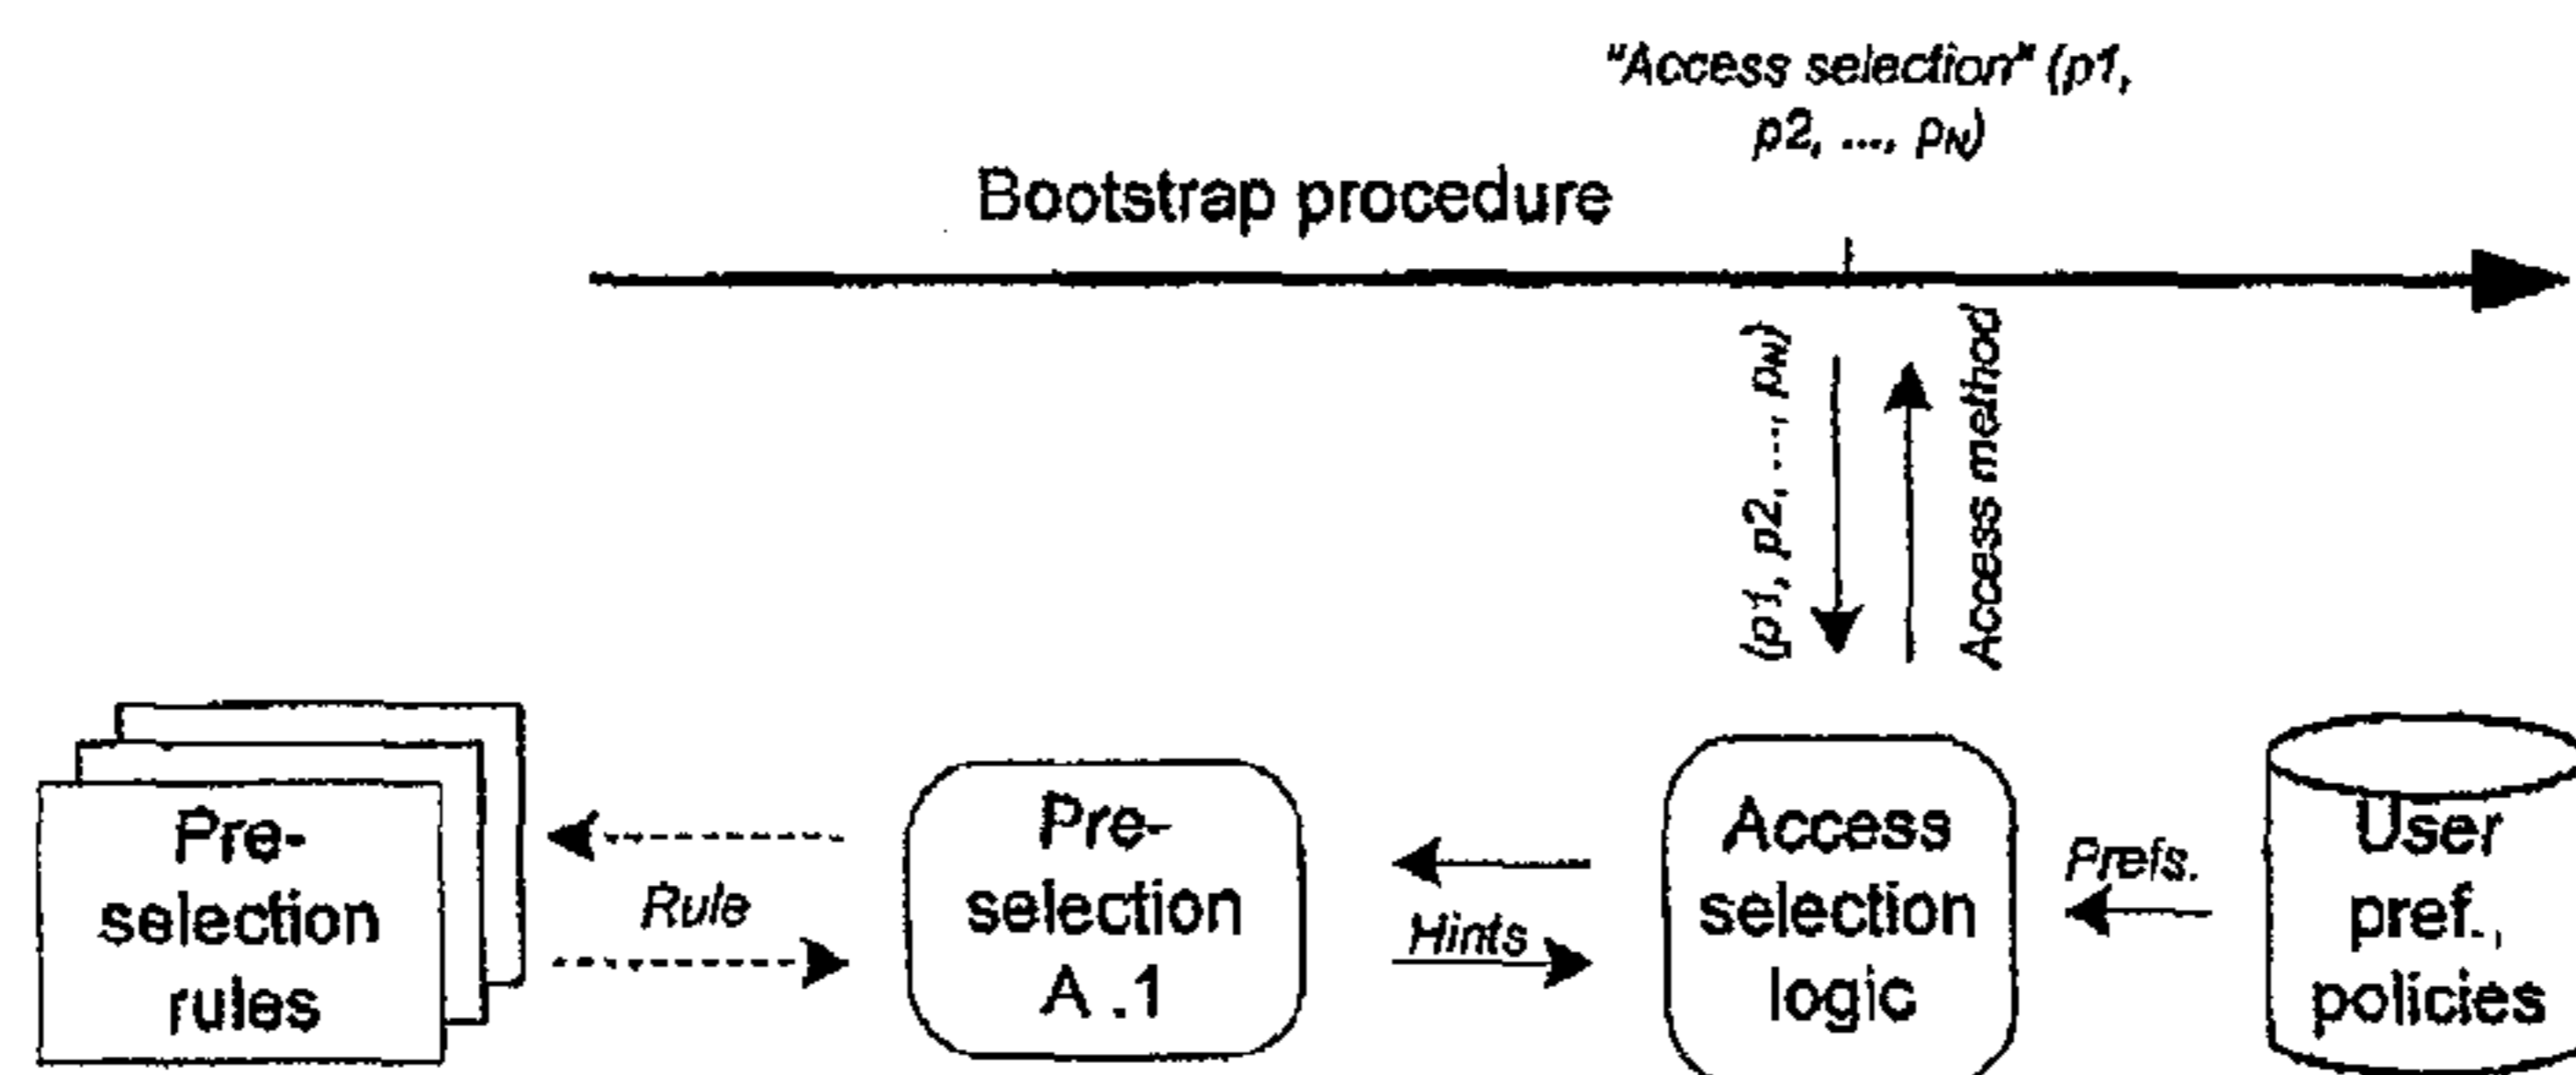 "Access selection" (p1,
p2, ..., pN)
Bootstrap procedure
(p1, p2, ..., pN)
Access method
Pre-
selection
rules
Rule
Pre-
selection
A .1
Hints
Access
selection
logic
Prefs.
User
pref.,
policies